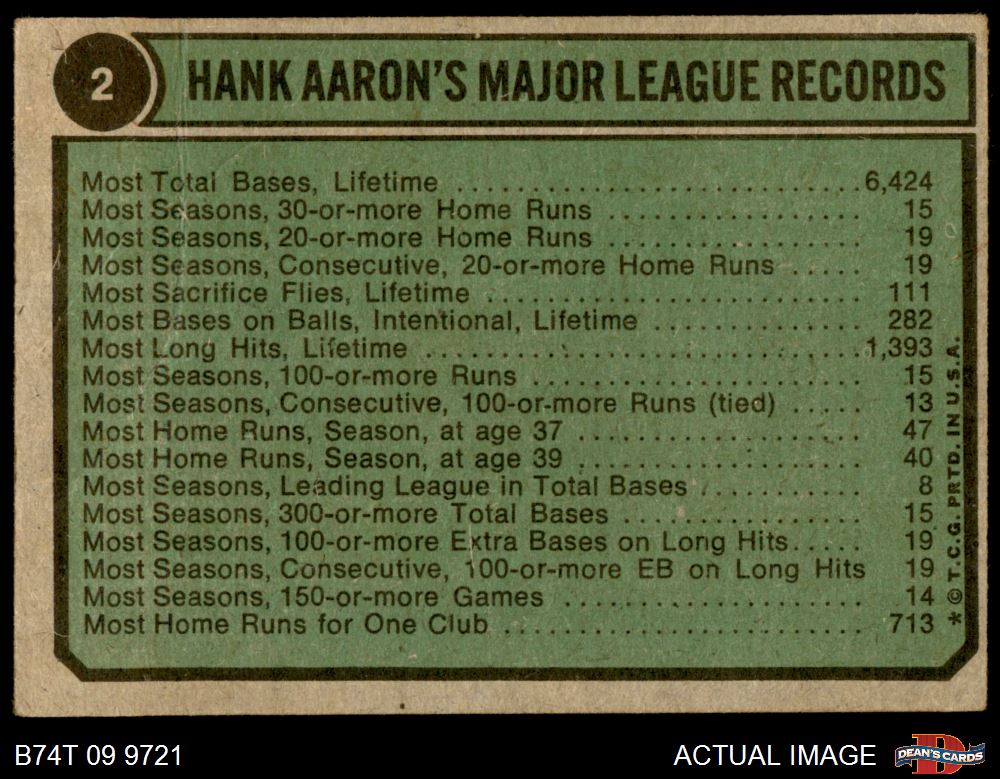 2 HANK AARON'S MAJOR LEAGUE RECORDS
Most Total Bases, Lifetime ............................. 6,424
Most Seasons, 30-or-more Home Runs .................. 15
Most Seasons, 20-or-more Home Runs .................. 19
Most Seasons, Consecutive, 20-or-more Home Runs ..... 19
Most Sacrifice Flies, Lifetime ........................... 111
Most Bases on Balls, Intentional, Lifetime ............... 282
Most Long Hits, Lifetime ............................... 1,393
Most Seasons, 100-or-more Runs ........................ 15
Most Seasons, Consecutive, 100-or-more Runs (tied) ..... 13
Most Home Runs, Season, at age 37 ..................... 47
Most Home Runs, Season, at age 39 ..................... 40
Most Seasons, Leading League in Total Bases ............ 8
Most Seasons, 300-or-more Total Bases ................. 15
Most Seasons, 100-or-more Extra Bases on Long Hits..... 19
Most Seasons, Consecutive, 100-or-more EB on Long Hits 19
Most Seasons, 150-or-more Games ...................... 14
Most Home Runs for One Club .......................... 713
* © T.C.G. PRTD. IN U.S.A.
B74T 09 9721
ACTUAL IMAGE
DEAN'S CARDS